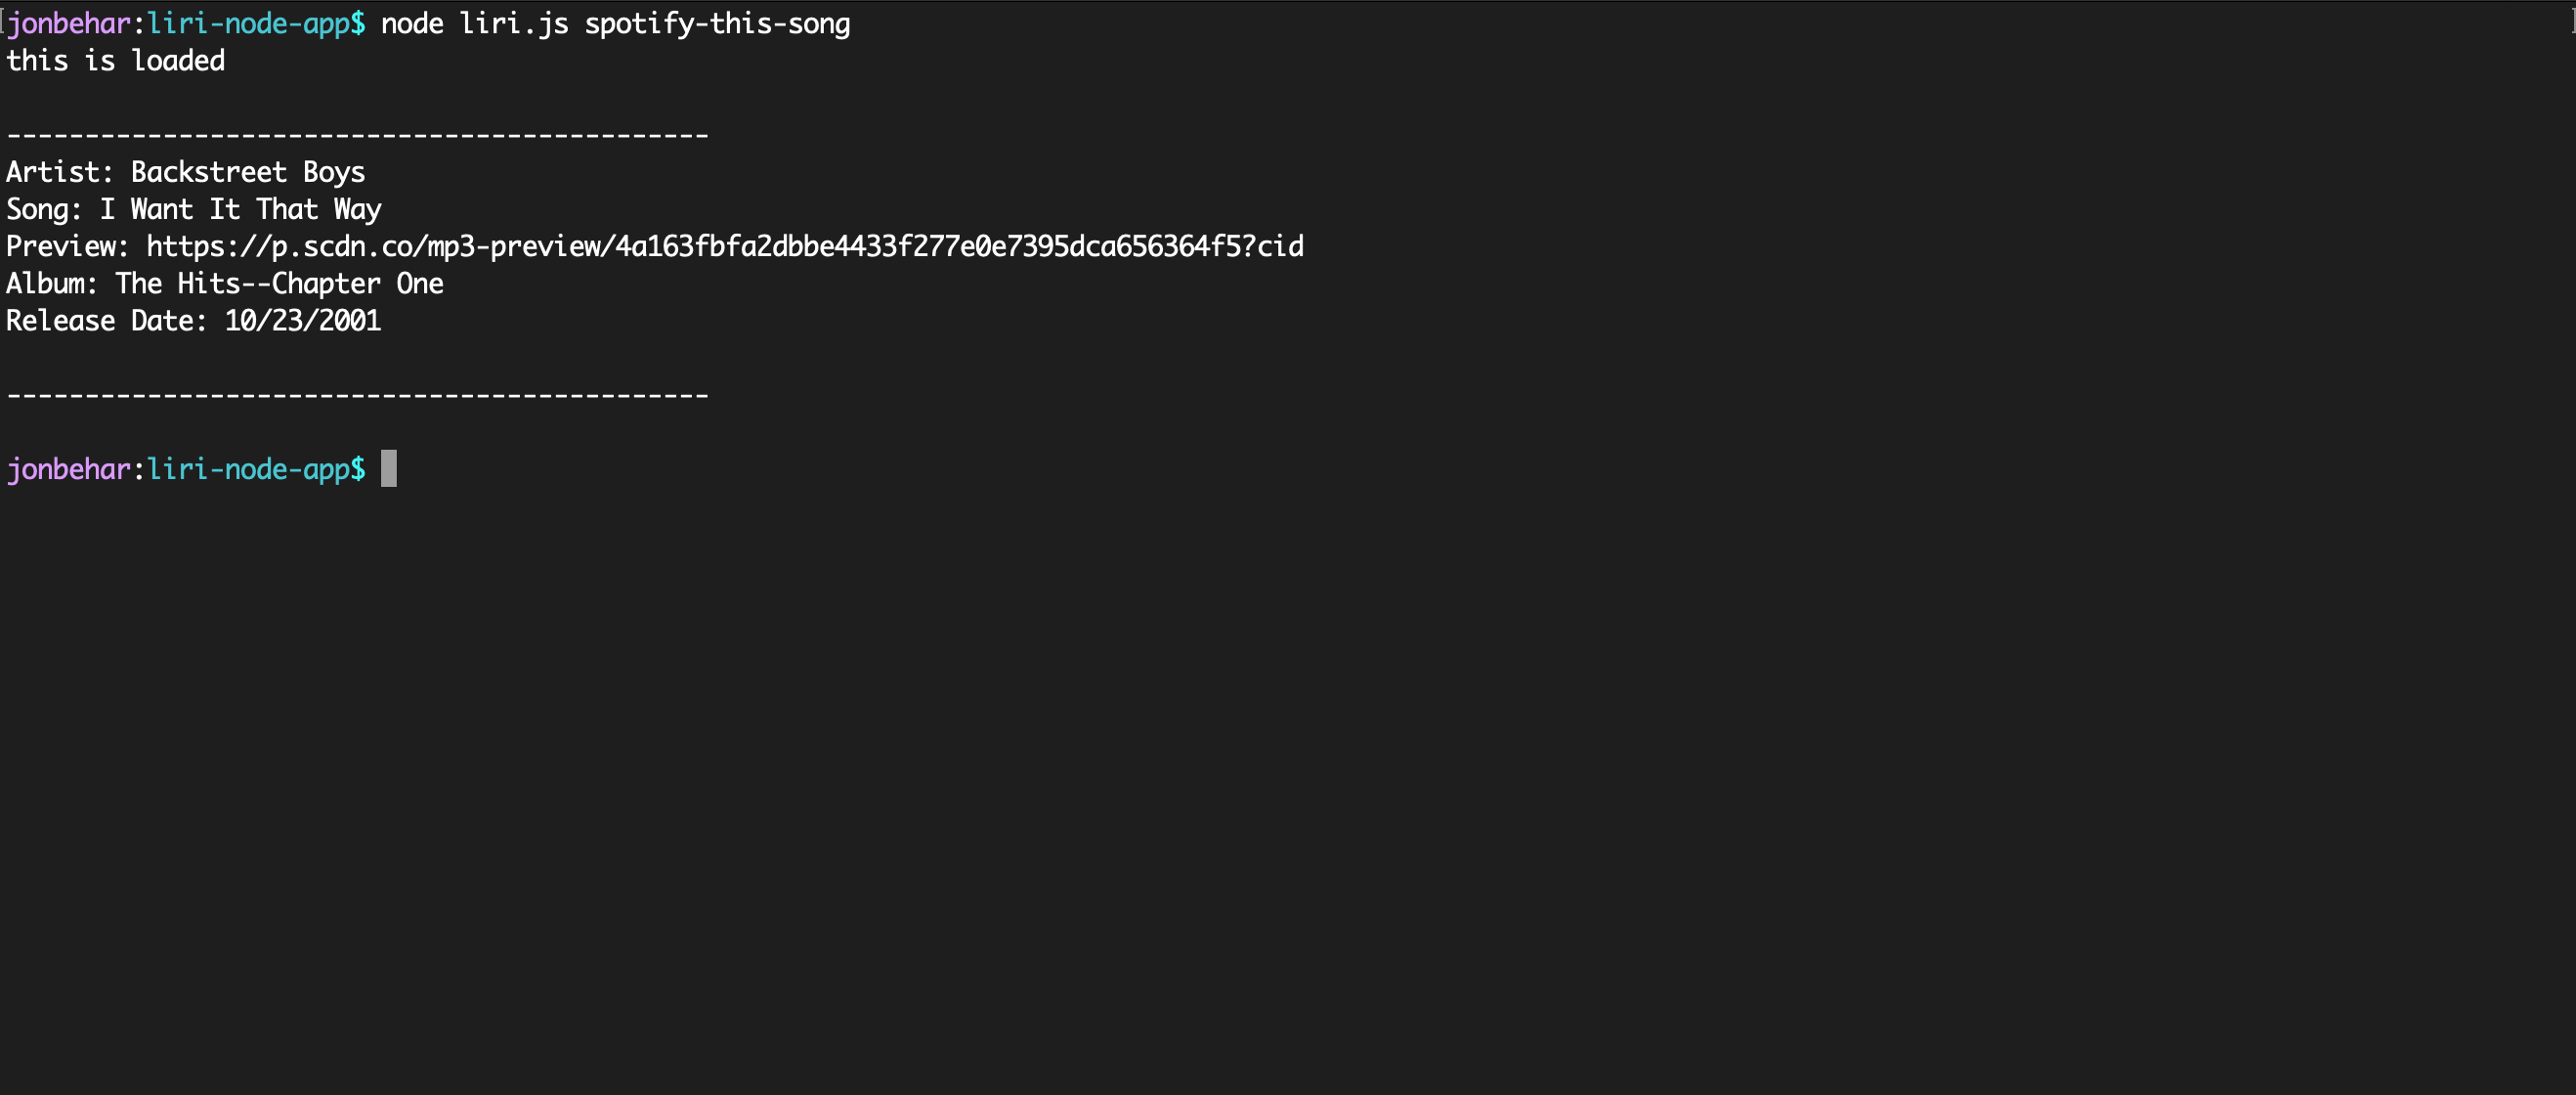 jonbehar:liri-node-app$ node liri.js spotify-this-song
this is loaded
---------------------------------------------
Artist: Backstreet Boys
Song: I Want It That Way
Preview: https://p.scdn.co/mp3-preview/4a163fbfa2dbbe4433f277e0e7395dca656364f5?cid
Album: The Hits--Chapter One
Release Date: 10/23/2001
---------------------------------------------
jonbehar:liri-node-app$